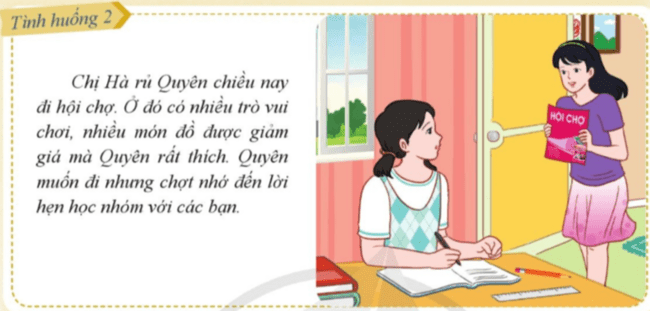 Tình huống 2
Chị Hà rủ Quyên chiều nay
đi hội chợ. Ở đó có nhiều trò vui
chơi, nhiều món đồ được giảm
giá mà Quyên rất thích. Quyên
muốn đi nhưng chợt nhớ đến lời
hẹn học nhóm với các bạn.
HỘI CHỢ